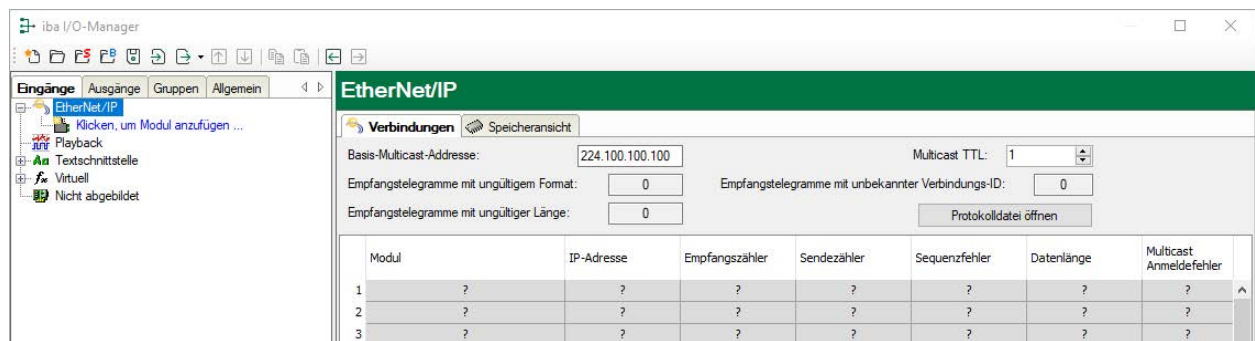 iba I/O-Manager
Eingänge Ausgänge Gruppen Allgemein
EtherNet/IP
Klicken, um Modul anzufügen ...
Playback
Textschnittstelle
Virtuell
Nicht abgebildet
EtherNet/IP
Verbindungen Speicheransicht
Basis-Multicast-Addresse: 224.100.100.100 Multicast TTL: 1
Empfangstelegramme mit ungültigem Format: 0 Empfangstelegramme mit unbekannter Verbindungs-ID: 0
Empfangstelegramme mit ungültiger Länge: 0 Protokolldatei öffnen
Modul IP-Adresse Empfangszähler Sendezähler Sequenzfehler Datenlänge Multicast Anmeldefehler
1 ? ? ? ? ? ? ?
2 ? ? ? ? ? ? ?
3 ? ? ? ? ? ? ?